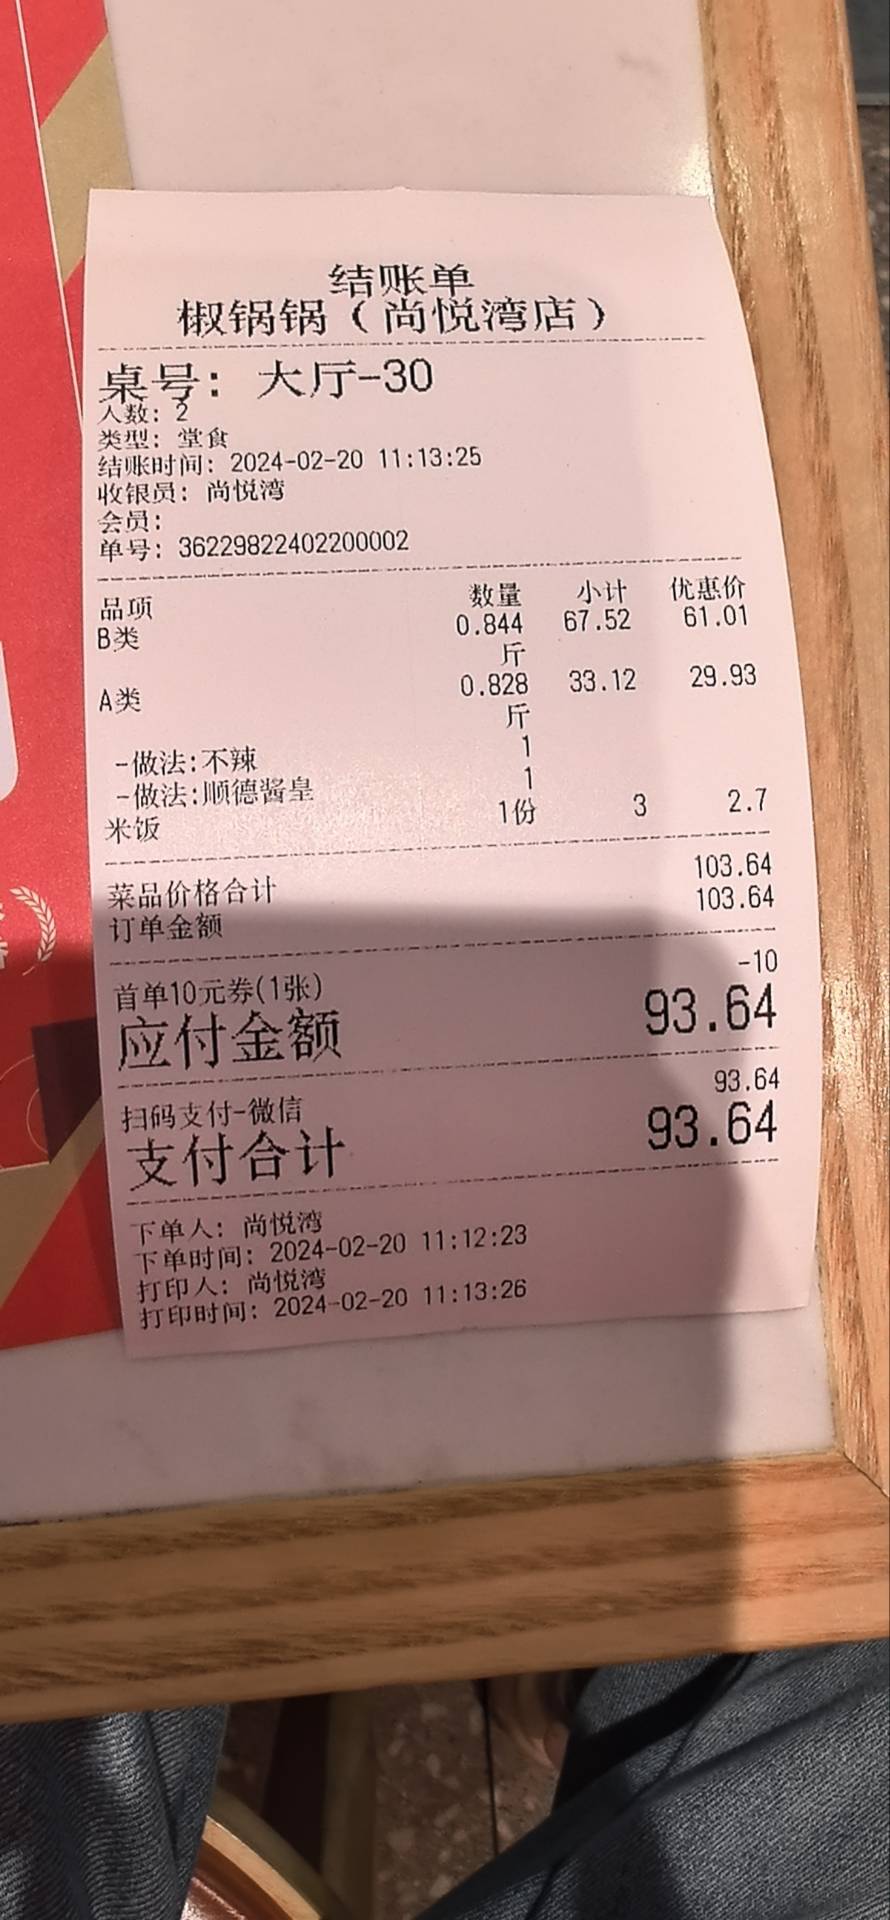 结账单
椒锅锅（尚悦湾店）
桌号：大厅-30
人数：2
类型：堂食
结账时间：2024-02-20 11:13:25
收银员：尚悦湾
会员：
单号：36229822402200002
品项 数量 小计 优惠价
B类 0.844斤 67.52 61.01
A类 0.828斤 33.12 29.93
-做法:不辣 1
-做法:顺德酱皇 1
米饭 1份 3 2.7
菜品价格合计 103.64
订单金额 103.64
首单10元券(1张) -10
应付金额 93.64
扫码支付-微信 93.64
支付合计 93.64
下单人：尚悦湾
下单时间：2024-02-20 11:12:23
打印人：尚悦湾
打印时间：2024-02-20 11:13:26